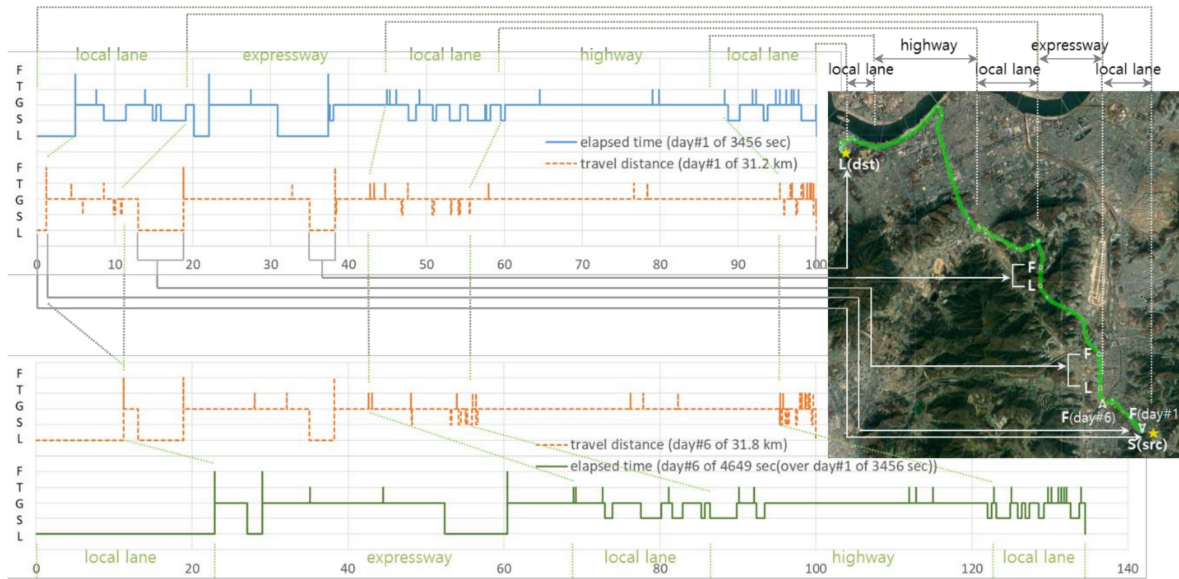 local lane expressway local lane highway local lane
highway expressway
local lane local lane local lane
F
T
G
S
L
elapsed time (day#1 of 3456 sec)
travel distance (day#1 of 31.2 km)
F
T
G
S
L
0 10 20 30 40 50 60 70 80 90 100
L(dst)
F
L
F
L
F(day#6)
F(day#1)
S(src)
F
T
G
S
L
travel distance (day#6 of 31.8 km)
elapsed time (day#6 of 4649 sec(over day#1 of 3456 sec))
F
T
G
S
L
local lane expressway local lane highway local lane
0 20 40 60 80 100 120 140